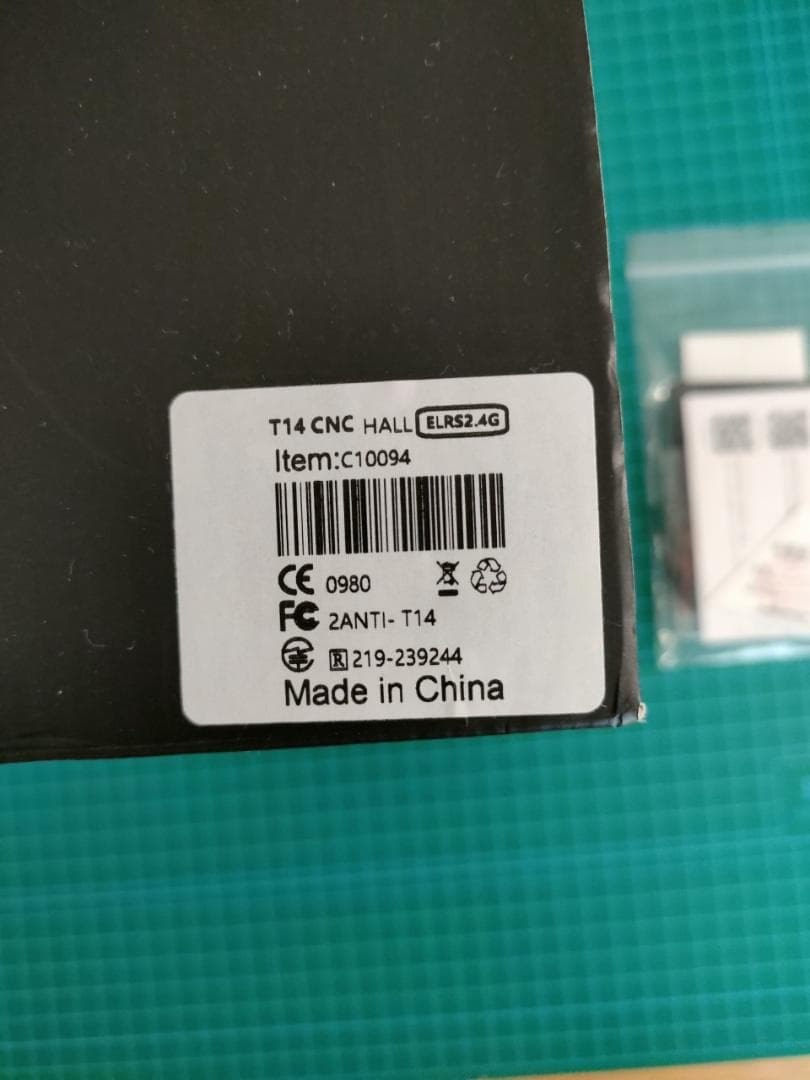 T14 CNC HALL ELRS2.4G
Item:C10094
CE 0980
FC 2ANTI- T14
R 219-239244
Made in China